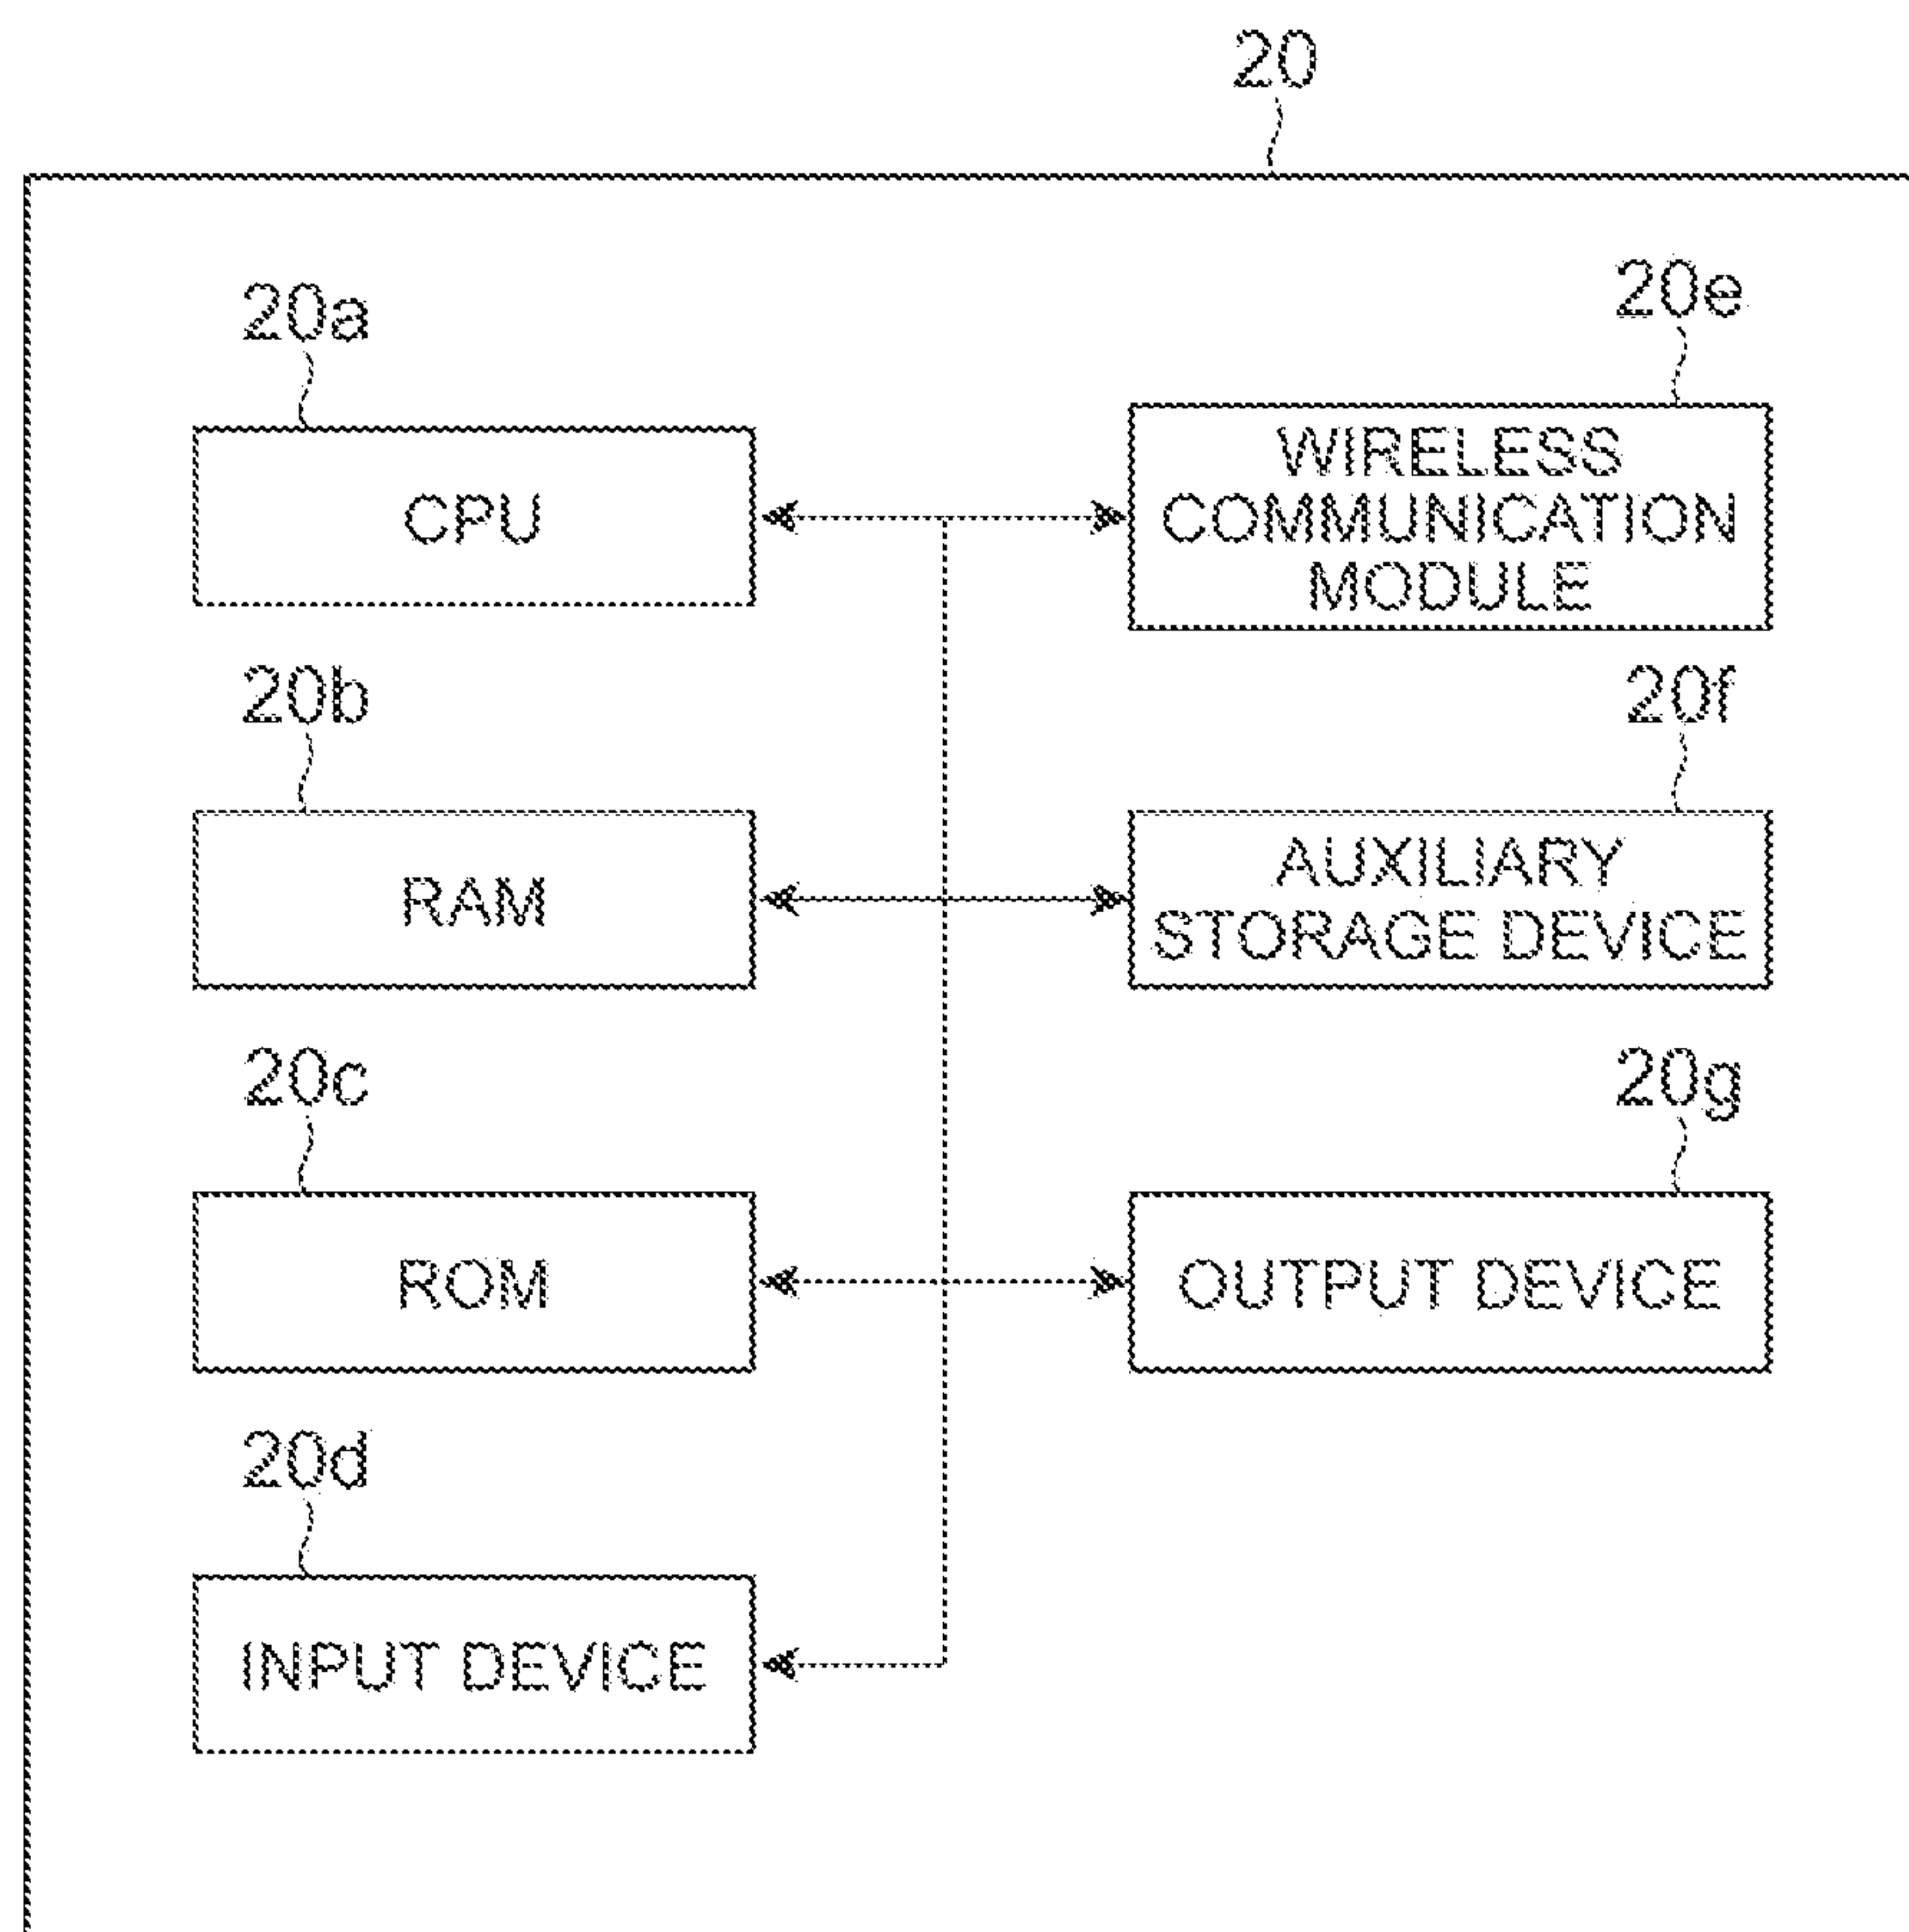 20
20a
CPU
20b
RAM
20c
ROM
20d
INPUT DEVICE
20e
WIRELESS
COMMUNICATION
MODULE
20f
AUXILIARY
STORAGE DEVICE
20g
OUTPUT DEVICE